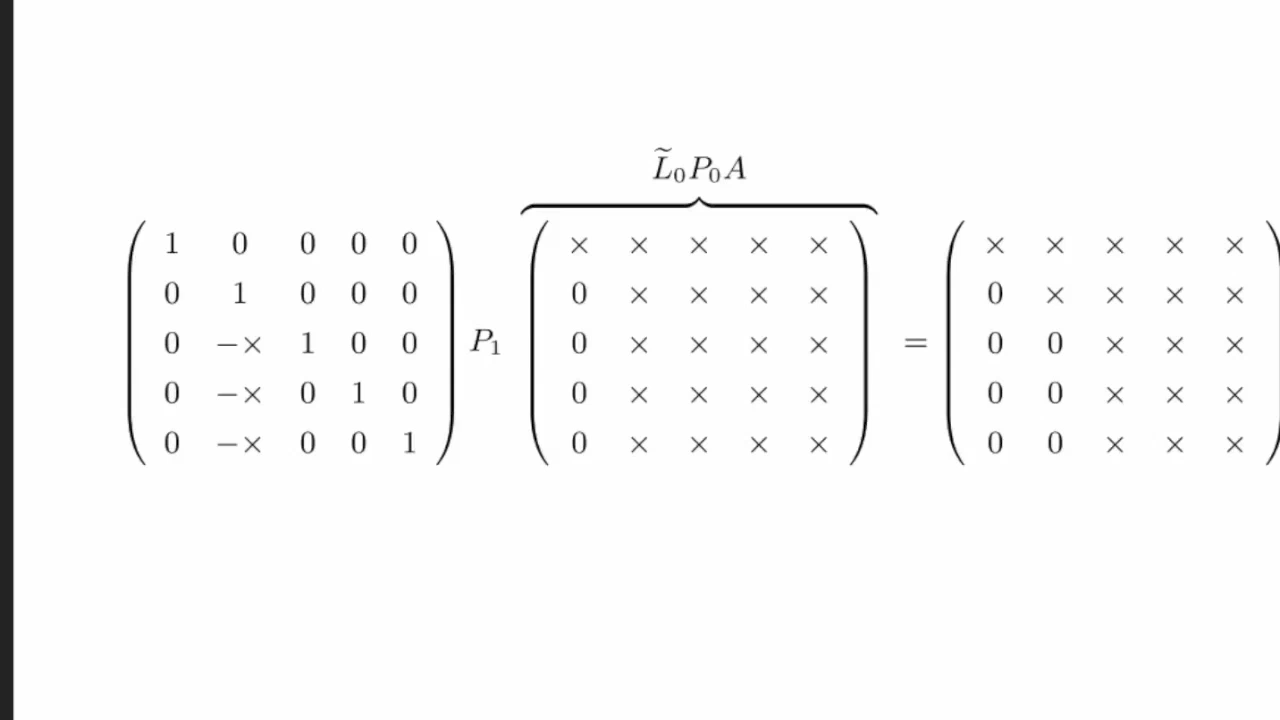 L̃₀P₀A
1 0 0 0 0 × × × × × × × × × ×
0 1 0 0 0 0 × × × × 0 × × × ×
0 −× 1 0 0 P₁ 0 × × × × = 0 0 × × ×
0 −× 0 1 0 0 × × × × 0 0 × × ×
0 −× 0 0 1 0 × × × × 0 0 × × ×